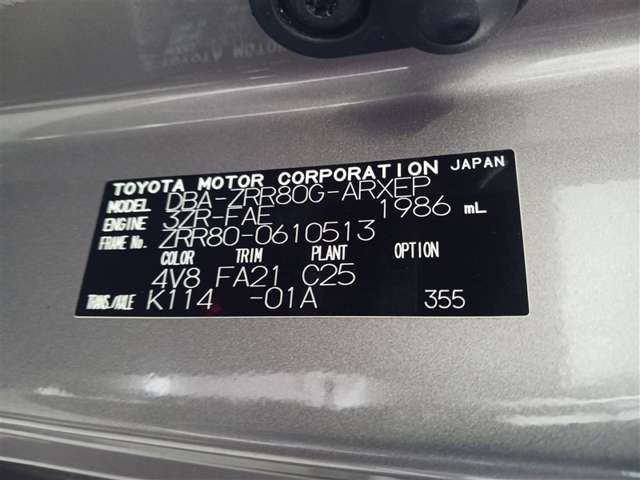 TOYOTA MOTOR CORPORATION JAPAN
MODEL DBA-ZRR80G-ARXEP
ENGINE 3ZR-FAE 1986 mL
FRAME No. ZRR80-0610513
COLOR TRIM PLANT OPTION
4V8 FA21 C25
TRANS./AXLE K114 -01A 355